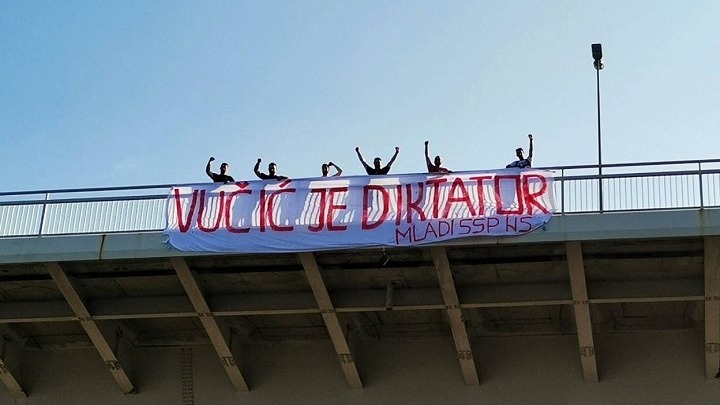 VUČIĆ JE DIKTATOR
MLADI SSP NS